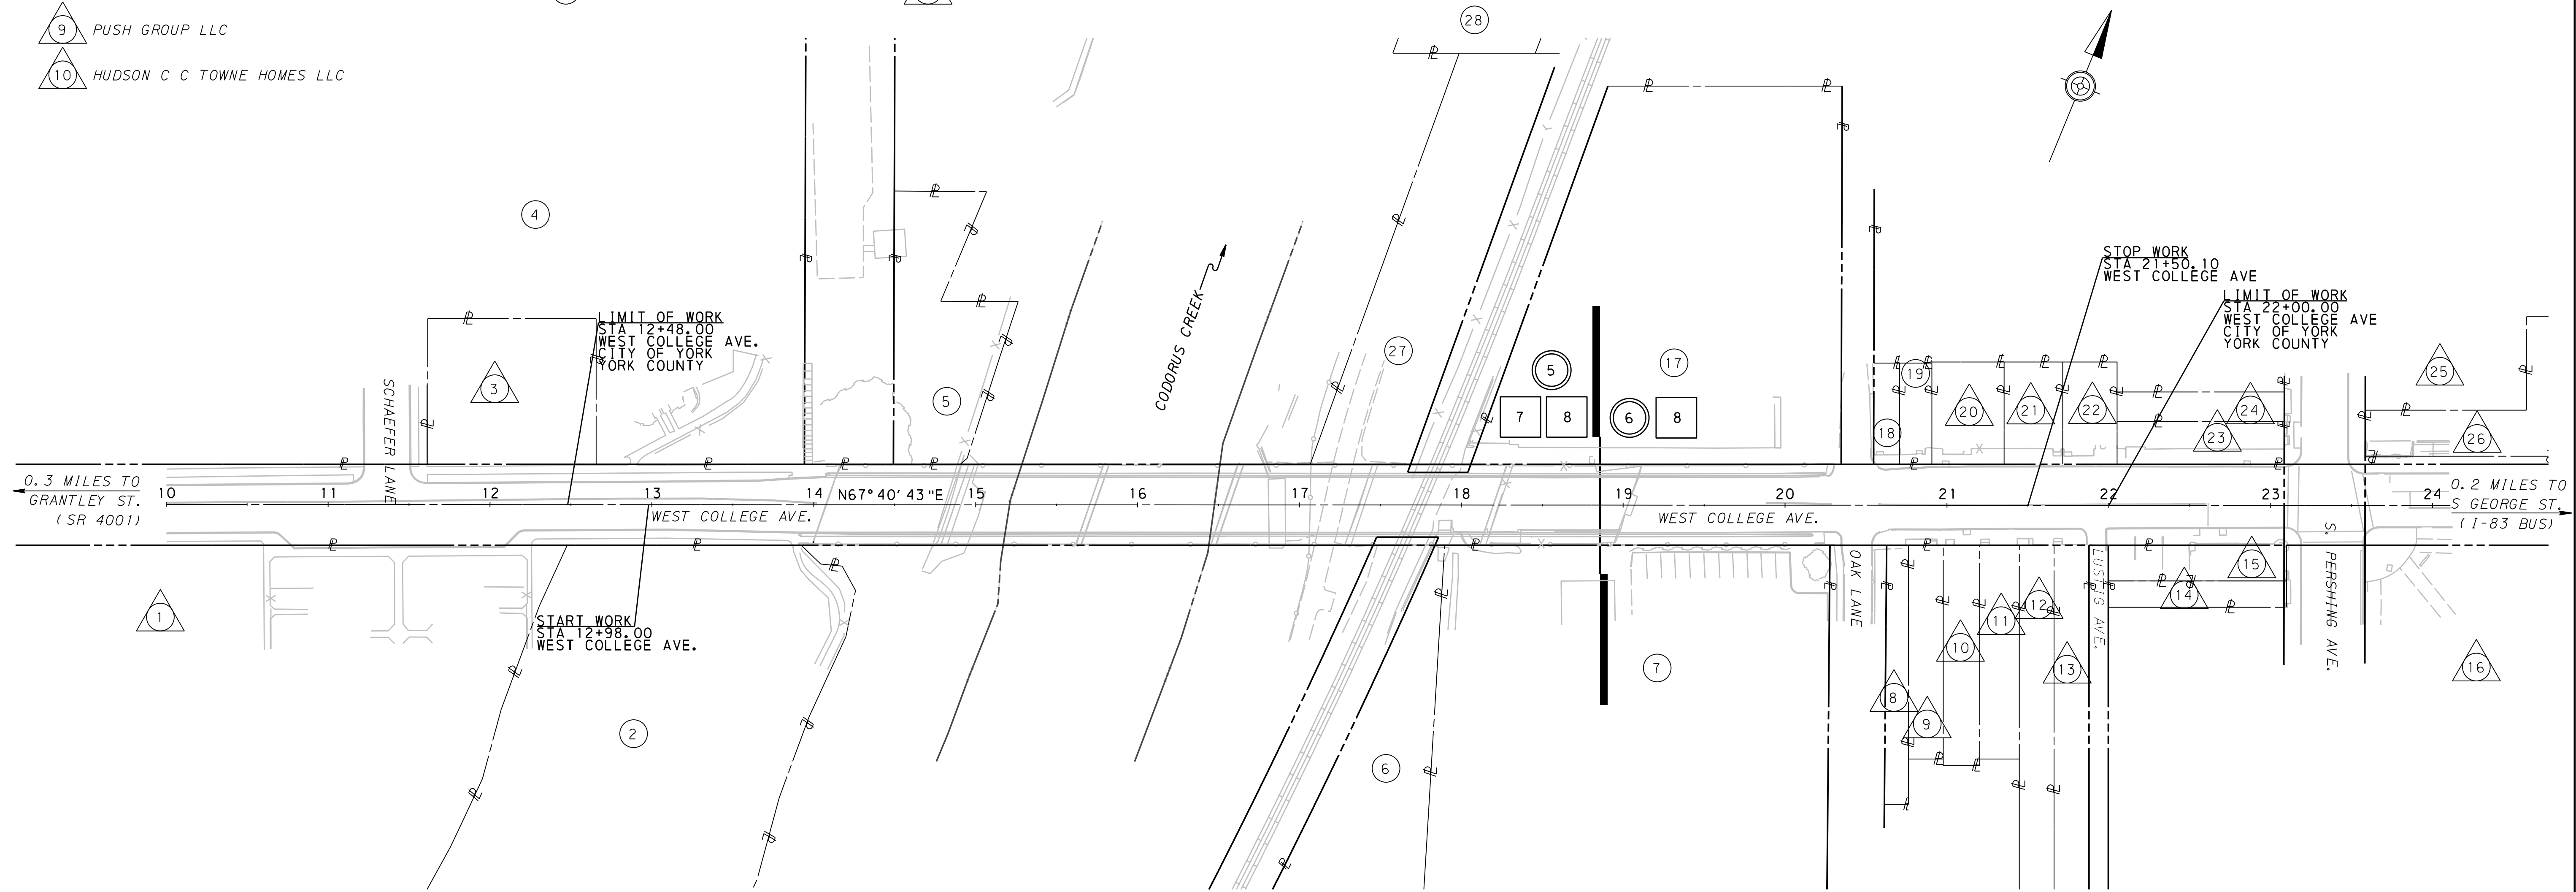 9 PUSH GROUP LLC
10 HUDSON C C TOWNE HOMES LLC
28
4
LIMIT OF WORK
STA 12+48.00
WEST COLLEGE AVE.
CITY OF YORK
YORK COUNTY
3
SCHAEFER LANE
5
CODORUS CREEK
27
5
7 8
6 8
17
STOP WORK
STA 21+50.10
WEST COLLEGE AVE
LIMIT OF WORK
STA 22+00.00
WEST COLLEGE AVE
CITY OF YORK
YORK COUNTY
19
18
20
21
22
23
24
25
26
0.3 MILES TO
GRANTLEY ST.
(SR 4001)
10 11 12 13 14 N67°40'43"E 15 16 17 18 19 20 21 22 23 24
WEST COLLEGE AVE.
WEST COLLEGE AVE.
0.2 MILES TO
S GEORGE ST.
(I-83 BUS)
1
START WORK
STA 12+98.00
WEST COLLEGE AVE.
2
6
7
OAK LANE
8
9
10
11
12
13
LUSTIG AVE.
14
15
S. PERSHING AVE.
16